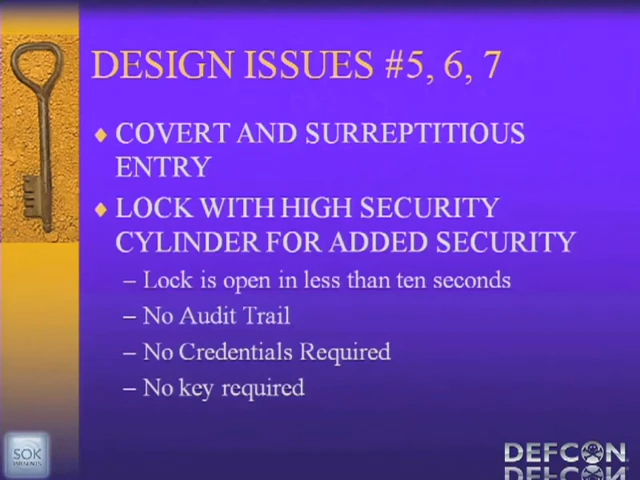 DESIGN ISSUES #5, 6, 7
♦ COVERT AND SURREPTITIOUS
ENTRY
♦ LOCK WITH HIGH SECURITY
CYLINDER FOR ADDED SECURITY
– Lock is open in less than ten seconds
– No Audit Trail
– No Credentials Required
– No key required
SOK
DEFCON